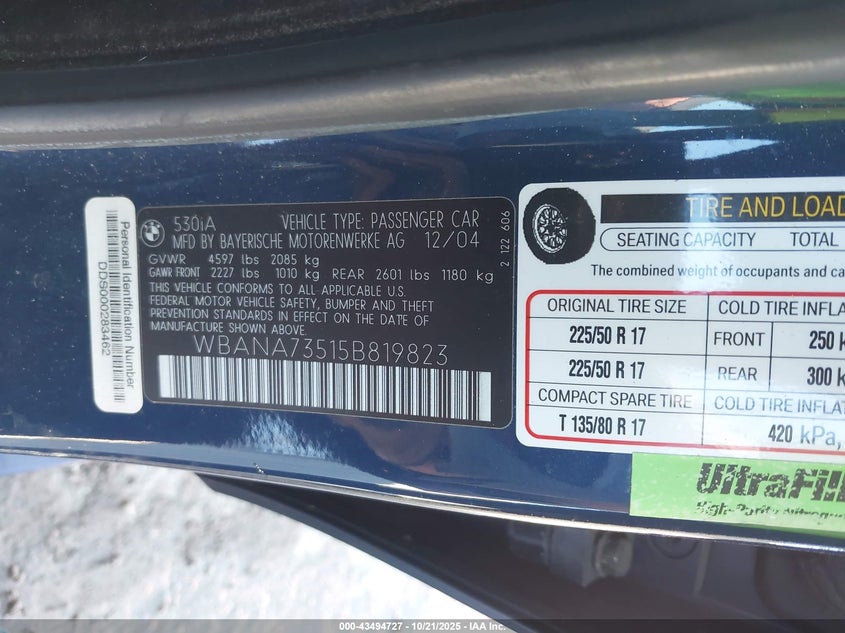 Personal Identification Number
DDS000283462
530iA VEHICLE TYPE: PASSENGER CAR
MFD BY BAYERISCHE MOTORENWERKE AG 12/04
GVWR 4597 lbs 2085 kg
GAWR FRONT 2227 lbs 1010 kg REAR 2601 lbs 1180 kg
THIS VEHICLE CONFORMS TO ALL APPLICABLE U.S.
FEDERAL MOTOR VEHICLE SAFETY, BUMPER AND THEFT
PREVENTION STANDARDS IN EFFECT ON THE DATE OF
MANUFACTURE SHOWN ABOVE.
WBANA73515B819823
2 122 606
TIRE AND LOAD
SEATING CAPACITY TOTAL
The combined weight of occupants and ca
ORIGINAL TIRE SIZE COLD TIRE INFLA
225/50 R 17 FRONT 250 k
225/50 R 17 REAR 300 k
COMPACT SPARE TIRE COLD TIRE INFLAT
T 135/80 R 17 420 kPa,
UltraFill
High-Purity nitrogen
000-43494727 - 10/21/2025 - IAA Inc.